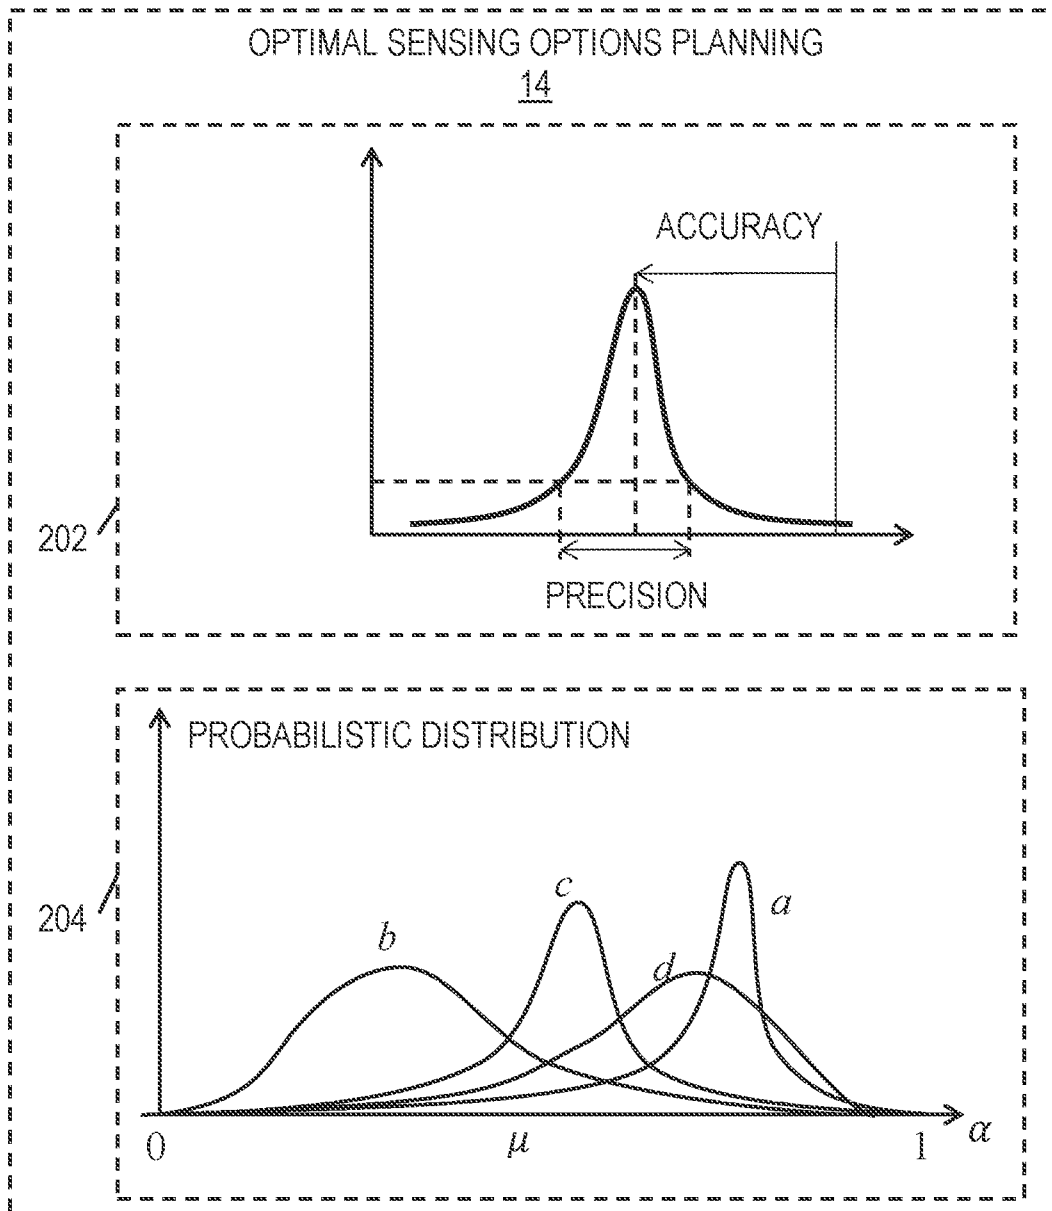 OPTIMAL SENSING OPTIONS PLANNING
14
ACCURACY
202
PRECISION
PROBABILISTIC DISTRIBUTION
204
b
c
d
a
0
μ
1
α